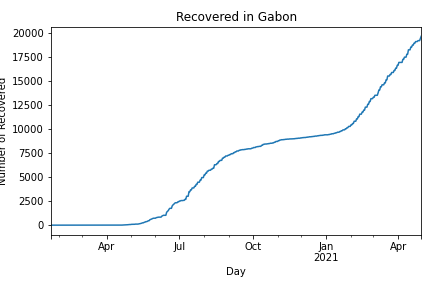 Recovered in Gabon
Number of Recovered
20000
17500
15000
12500
10000
7500
5000
2500
0
Apr
Jul
Oct
Jan
2021
Apr
Day